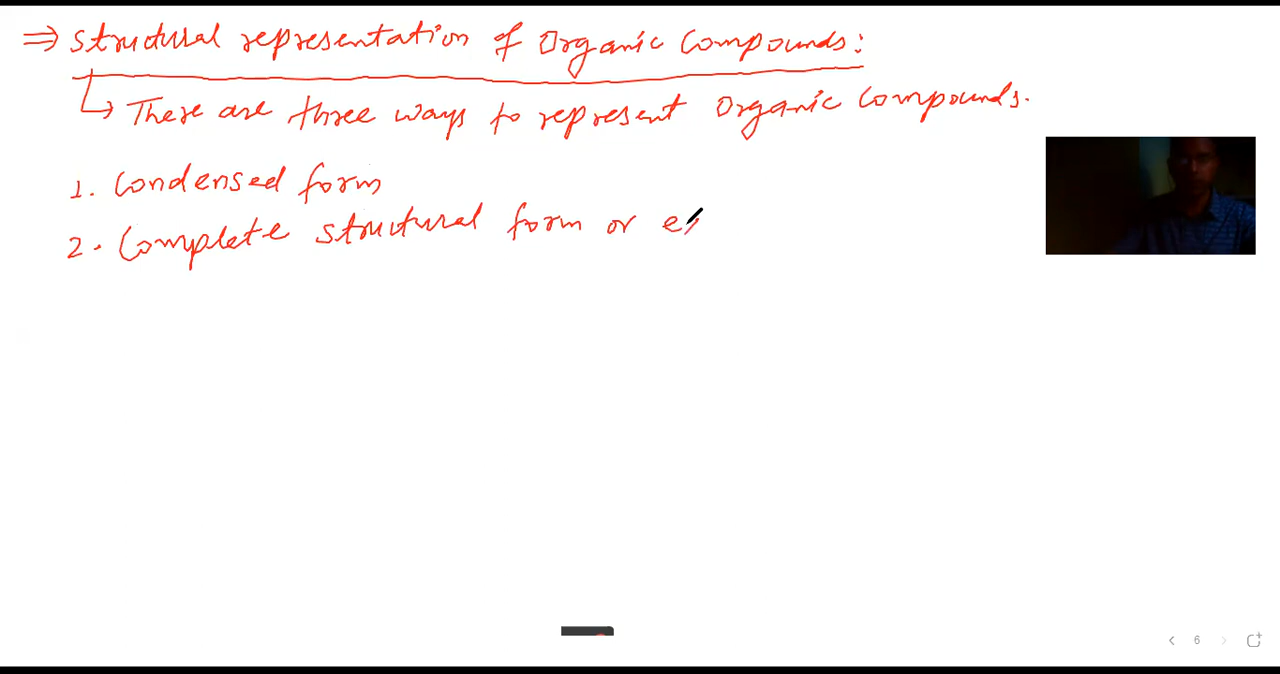 ⇒ Structural representation of Organic Compounds:
↳ There are three ways to represent Organic Compounds.
1. Condensed form
2. Complete structural form or
6